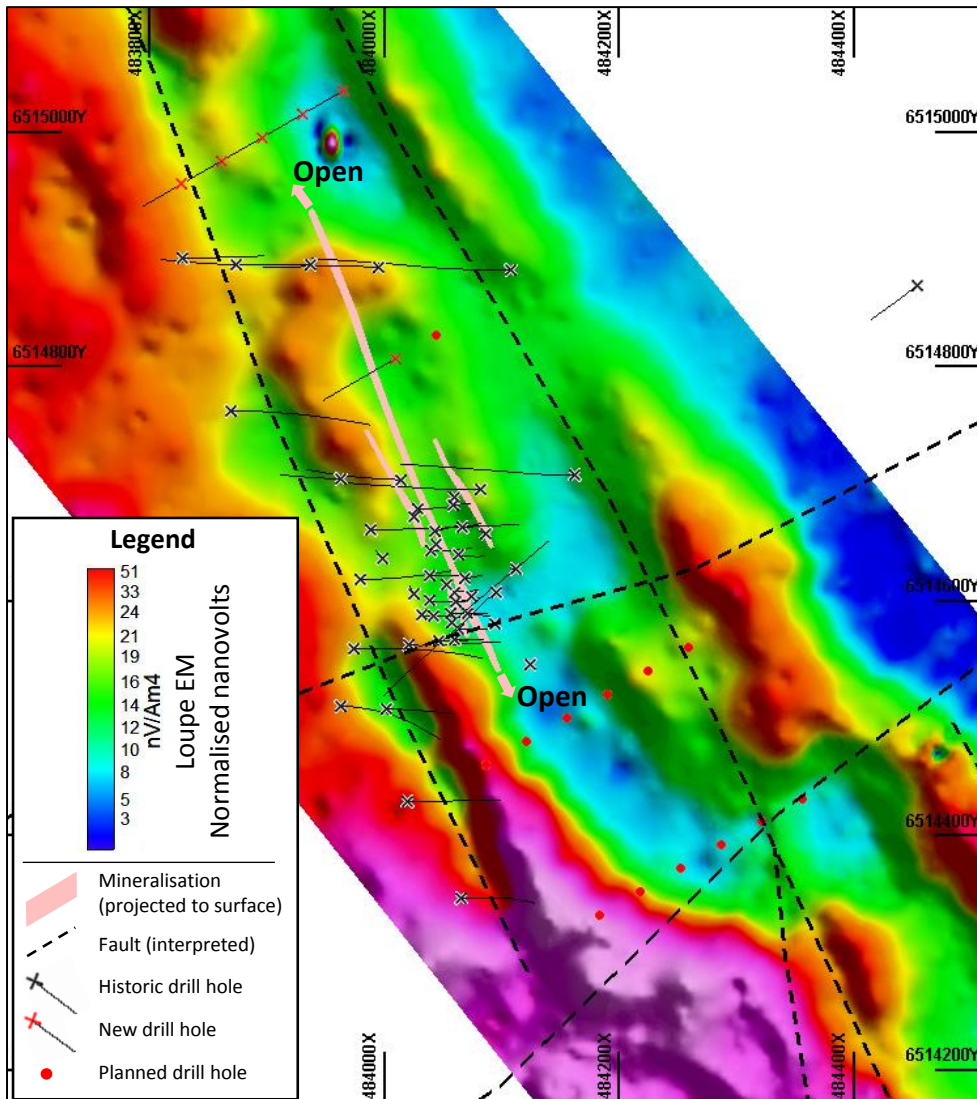 483800X
484000X
484200X
484400X
6515000Y
6515000Y
Open
6514800Y
6514800Y
6514600Y
Open
6514400Y
6514200Y
484000X
484200X
484400X
Legend
51
33
24
21
19
16
14
12
10
8
5
3
nV/Am4
Loupe EM
Normalised nanovolts
Mineralisation
(projected to surface)
Fault (interpreted)
Historic drill hole
New drill hole
Planned drill hole